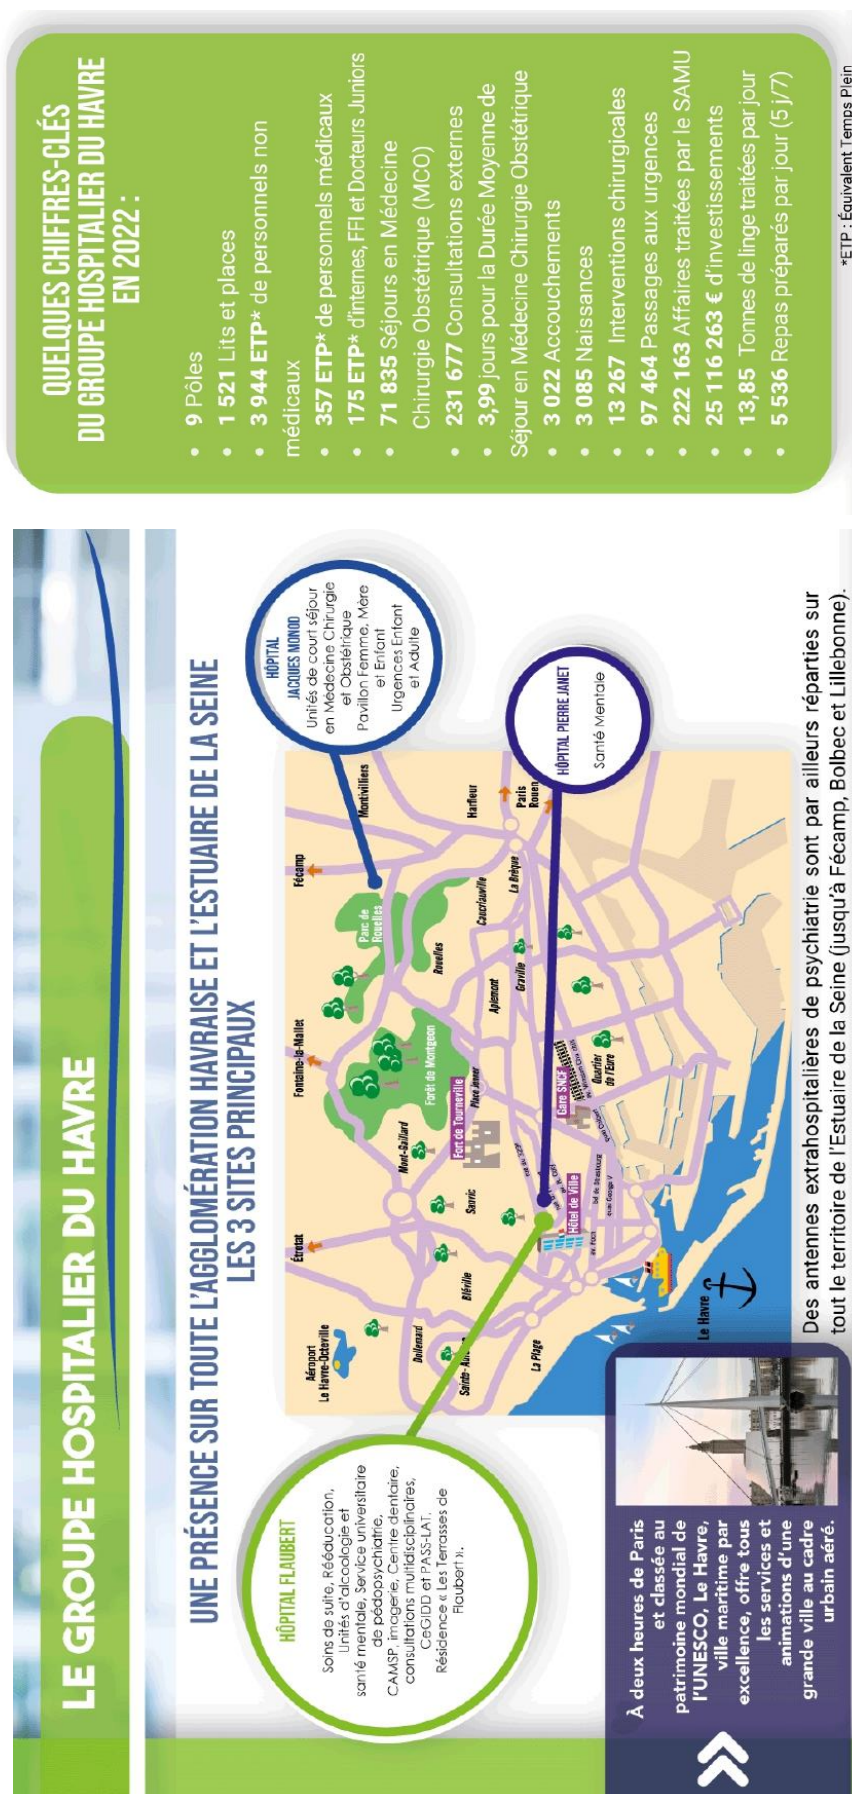 LE GROUPE HOSPITALIER DU HAVRE
UNE PRÉSENCE SUR TOUTE L'AGGLOMÉRATION HAVRAISE ET L'ESTUAIRE DE LA SEINE
LES 3 SITES PRINCIPAUX
HÔPITAL FLAUBERT
Soins de suite, Rééducation,
Unités d'alcoologie et
santé mentale, Service universitaire
de pédopsychiatrie,
CAMSP, imagerie, Centre dentaire,
consultations multidisciplinaires,
CeGIDD et PASS-LAT.
Résidence « Les Terrasses de
Flaubert ».
HÔPITAL
JACQUES MONOD
Unités de court séjour
en Médecine Chirurgie
et Obstétrique
Pavillon Femme, Mère
et Enfant
Urgences Enfant
et Adulte
HÔPITAL PIERRE JANET
Santé Mentale
Aéroport
Le Havre-Octeville
Étretat
Fontaine-la-Mallet
Fécamp
Montivilliers
Dollemard
Mont-Gaillard
Forêt de Montgeon
Parc de
Rouelles
Rouelles
Bléville
Sanvic
Fort de Tourneville
Place Jenner
Caucriauville
Harfleur
Aplemont
Graville
La Brèque
Paris
Rouen
La Plage
Hôtel de Ville
av. Foch
bd de Strasbourg
quai George V
Gare SNCF
Quartier
de l'Eure
Le Havre
À deux heures de Paris
et classée au
patrimoine mondial de
l'UNESCO, Le Havre,
ville maritime par
excellence, offre tous
les services et
animations d'une
grande ville au cadre
urbain aéré.
Des antennes extrahospitalières de psychiatrie sont par ailleurs réparties sur
tout le territoire de l'Estuaire de la Seine (jusqu'à Fécamp, Bolbec et Lillebonne).
QUELQUES CHIFFRES-CLÉS
DU GROUPE HOSPITALIER DU HAVRE
EN 2022 :
• 9 Pôles
• 1 521 Lits et places
• 3 944 ETP* de personnels non
médicaux
• 357 ETP* de personnels médicaux
• 175 ETP* d'internes, FFI et Docteurs Juniors
• 71 835 Séjours en Médecine
Chirurgie Obstétrique (MCO)
• 231 677 Consultations externes
• 3,99 jours pour la Durée Moyenne de
Séjour en Médecine Chirurgie Obstétrique
• 3 022 Accouchements
• 3 085 Naissances
• 13 267 Interventions chirurgicales
• 97 464 Passages aux urgences
• 222 163 Affaires traitées par le SAMU
• 25 116 263 € d'investissements
• 13,85 Tonnes de linge traitées par jour
• 5 536 Repas préparés par jour (5 j/7)
*ETP : Équivalent Temps Plein